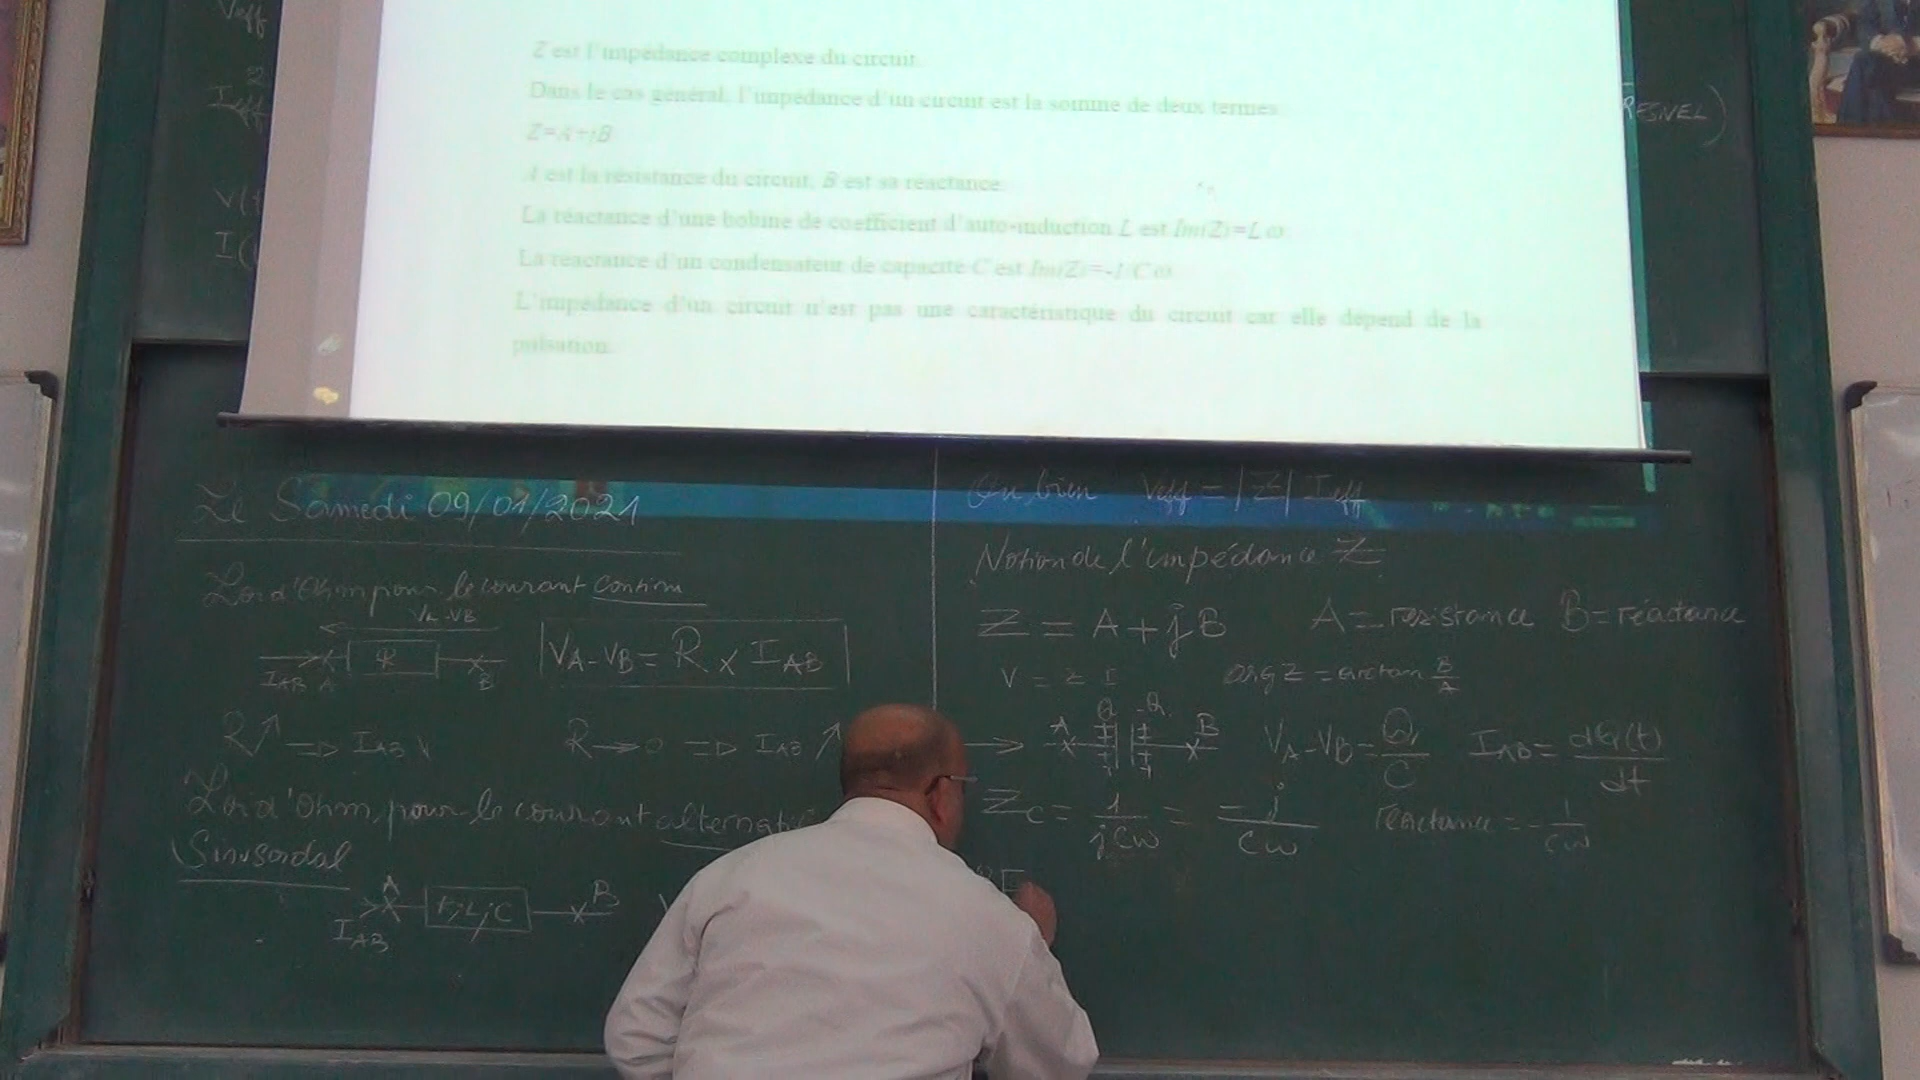 Z est l'impédance complexe du circuit.
Dans le cas général, l'impédance d'un circuit est la somme de deux termes:
Z=A+jB
A est la résistance du circuit, B est sa réactance.
La réactance d'une bobine de coefficient d'auto-induction L est Im(Z)=Lω
La réactance d'un condensateur de capacité C est Im(Z)=-1/Cω
L'impédance d'un circuit n'est pas une caractéristique du circuit car elle dépend de la
pulsation.
Veff
Ieff
V(t
I(
RESNEL)
Le Samedi 09/01/2021
Loi d'Ohm pour le courant Continu
VA-VB
R
IAB A B
VA-VB = R x IAB
R↗ => IAB ↘ R → 0 => IAB ↗
Loi d'Ohm pour le courant alternatif
Sinusoidal
A B
IAB
Ou bien Veff = |Z| Ieff
Notion de l'impédance Z
Z = A + jB A = resistance B = réactance
V = Z I arg Z = arctan B/A
A Q -Q B VA-VB = Q/C IAB = dQ(t)/dt
Zc = 1/jCω = -j/Cω réactance = -1/Cω